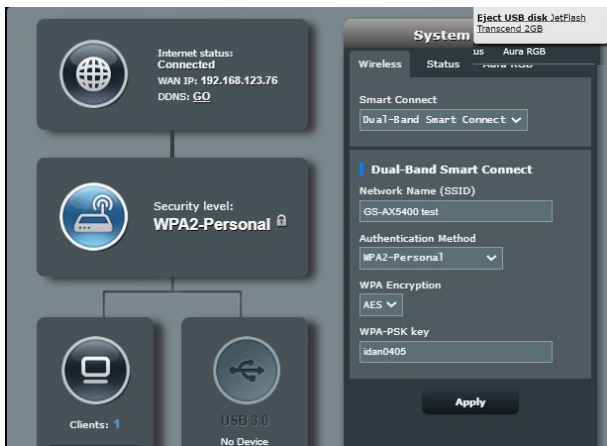 Eject USB disk JetFlash
Transcend 2GB
System
us Aura RGB
Wireless Status
Internet status:
Connected
WAN IP: 192.168.123.76
DDNS: GO
Smart Connect
Dual-Band Smart Connect
Dual-Band Smart Connect
Network Name (SSID)
GS-AX5400 test
Authentication Method
WPA2-Personal
WPA Encryption
AES
WPA-PSK key
idan0405
Apply
Security level:
WPA2-Personal
Clients: 1
USB 3.0
No Device